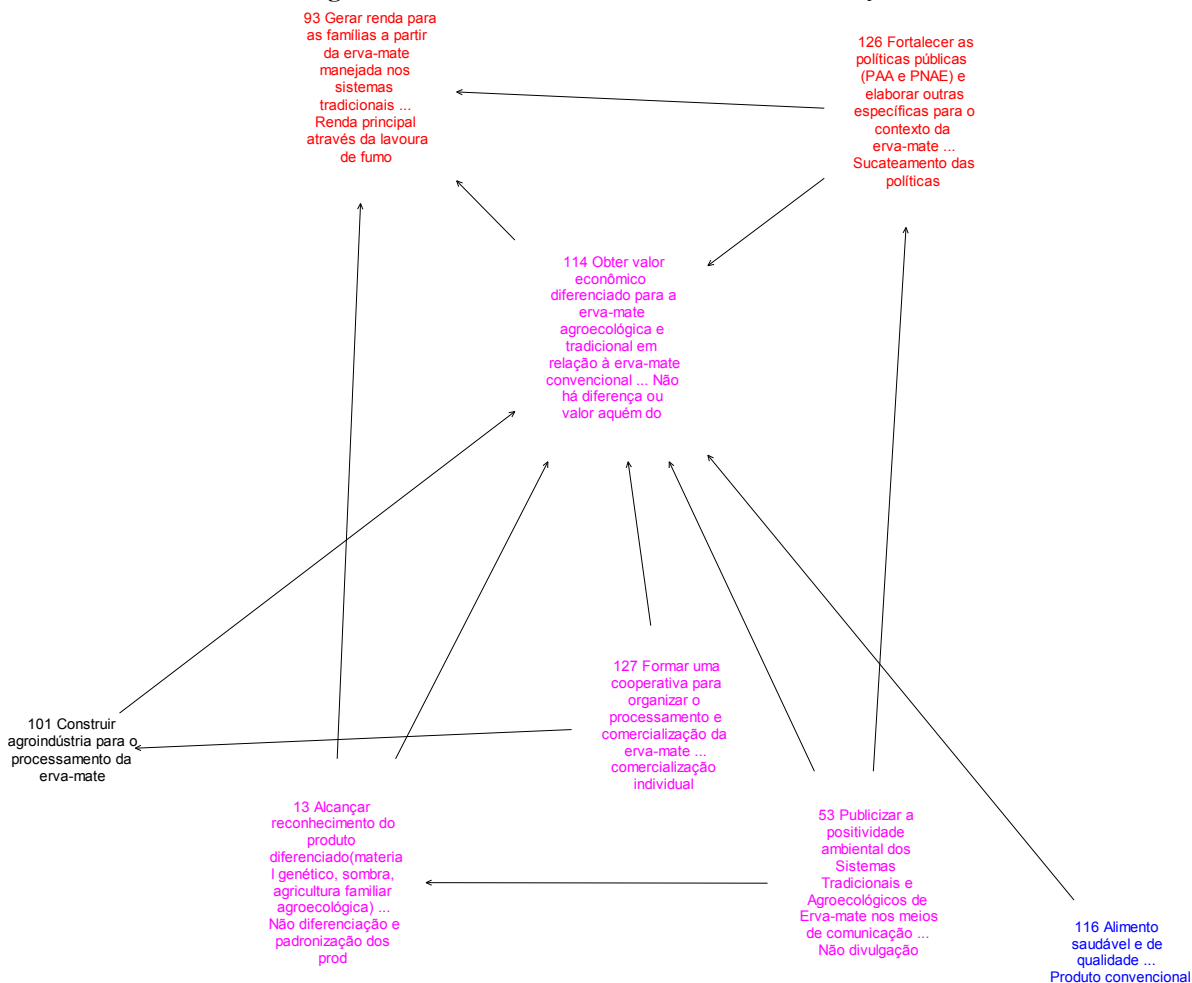 93 Gerar renda para
as famílias a partir
da erva-mate
manejada nos
sistemas
tradicionais ...
Renda principal
através da lavoura
de fumo
126 Fortalecer as
políticas públicas
(PAA e PNAE) e
elaborar outras
específicas para o
contexto da
erva-mate ...
Sucateamento das
políticas
114 Obter valor
econômico
diferenciado para a
erva-mate
agroecológica e
tradicional em
relação à erva-mate
convencional ... Não
há diferença ou
valor aquém do
127 Formar uma
cooperativa para
organizar o
processamento e
comercialização da
erva-mate ...
comercialização
individual
101 Construir
agroindústria para o
processamento da
erva-mate
13 Alcançar
reconhecimento do
produto
diferenciado(materia
l genético, sombra,
agricultura familiar
agroecológica) ...
Não diferenciação e
padronização dos
prod
53 Publicizar a
positividade
ambiental dos
Sistemas
Tradicionais e
Agroecológicos de
Erva-mate nos meios
de comunicação ...
Não divulgação
116 Alimento
saudável e de
qualidade ...
Produto convencional